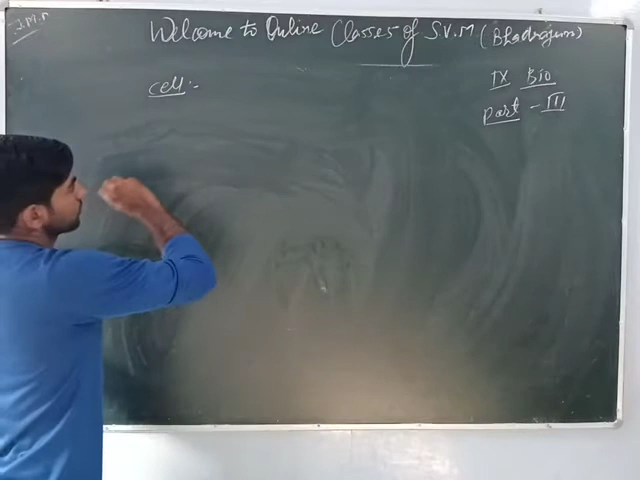 J.M.R
Welcome to Online Classes of S.V.M (Bhadrajun)
IX Bio
Part - III
Cell :-